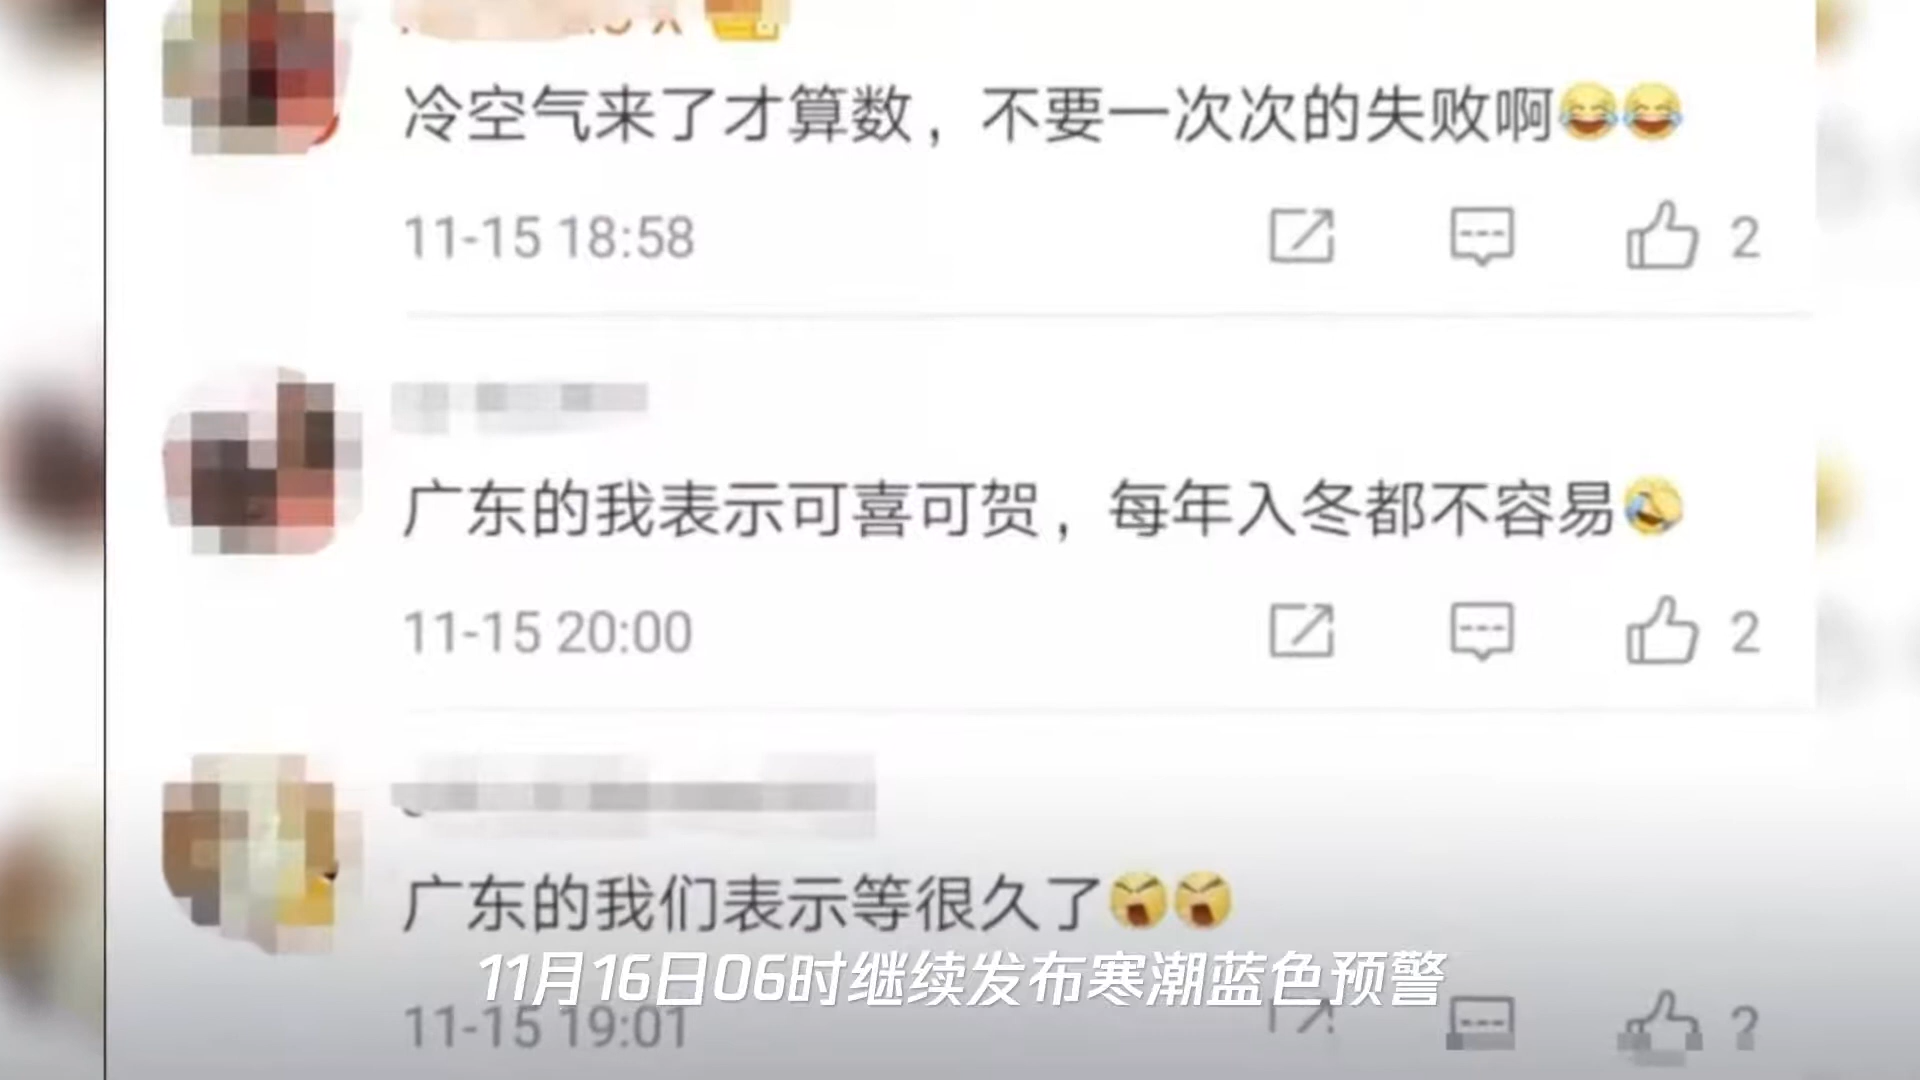 冷空气来了才算数，不要一次次的失败啊😂😂
11-15 18:58 2
广东的我表示可喜可贺，每年入冬都不容易🤣
11-15 20:00 2
广东的我们表示等很久了
11月16日06时继续发布寒潮蓝色预警
11-15 19:01